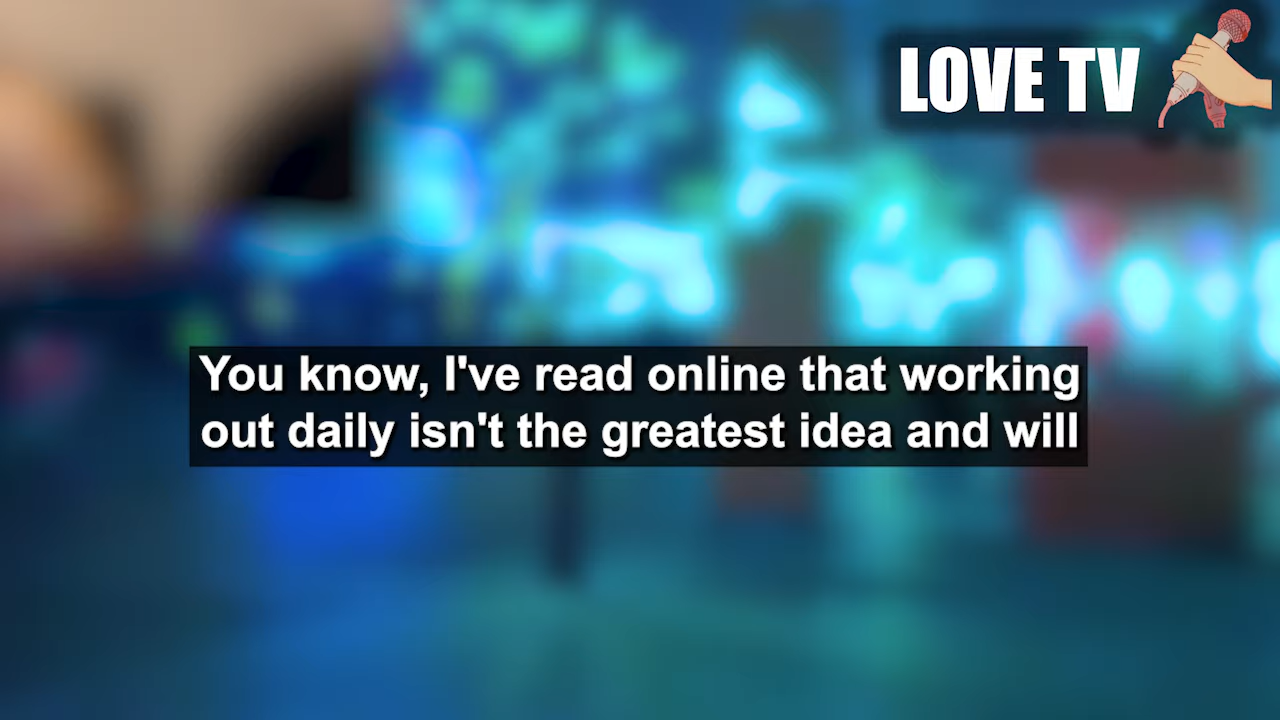 LOVE TV
You know, I've read online that working
out daily isn't the greatest idea and will